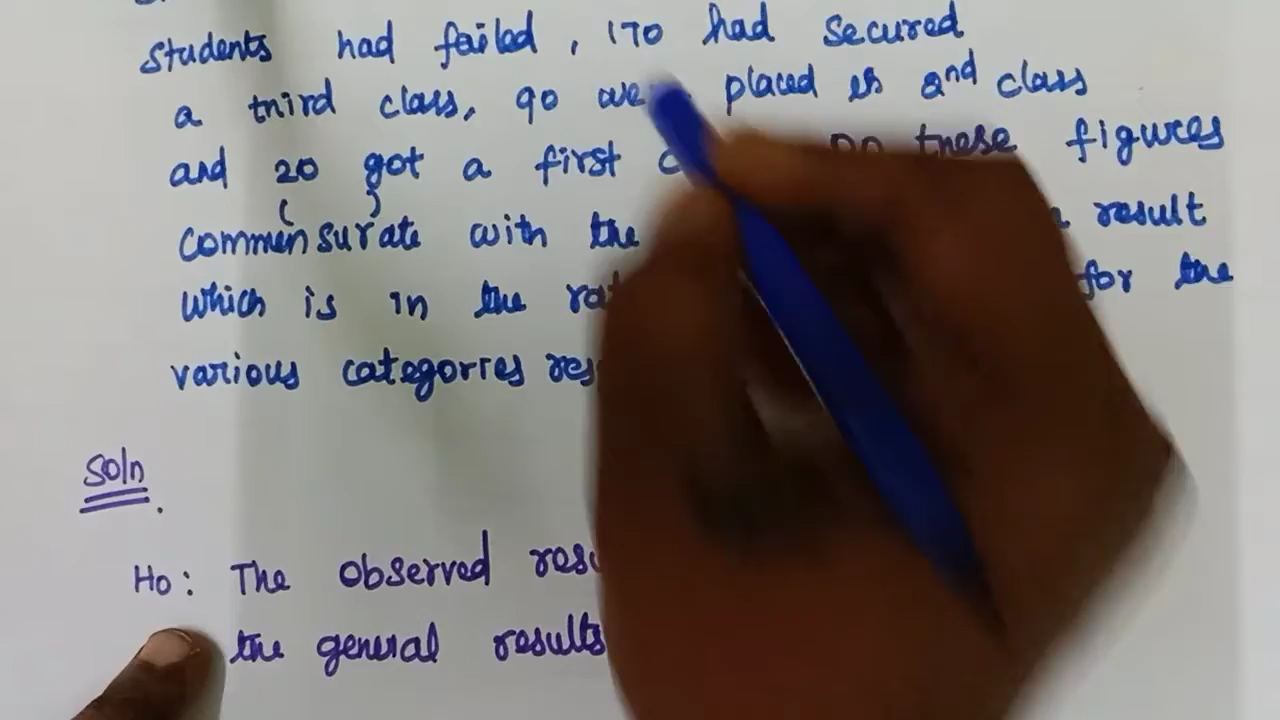 students had failed, 170 had secured
a third class, 90 were placed in 2nd class
and 20 got a first Do these figures
commensurate with the result
which is in the for the
various categories
Soln.
Ho: The observed
the general results